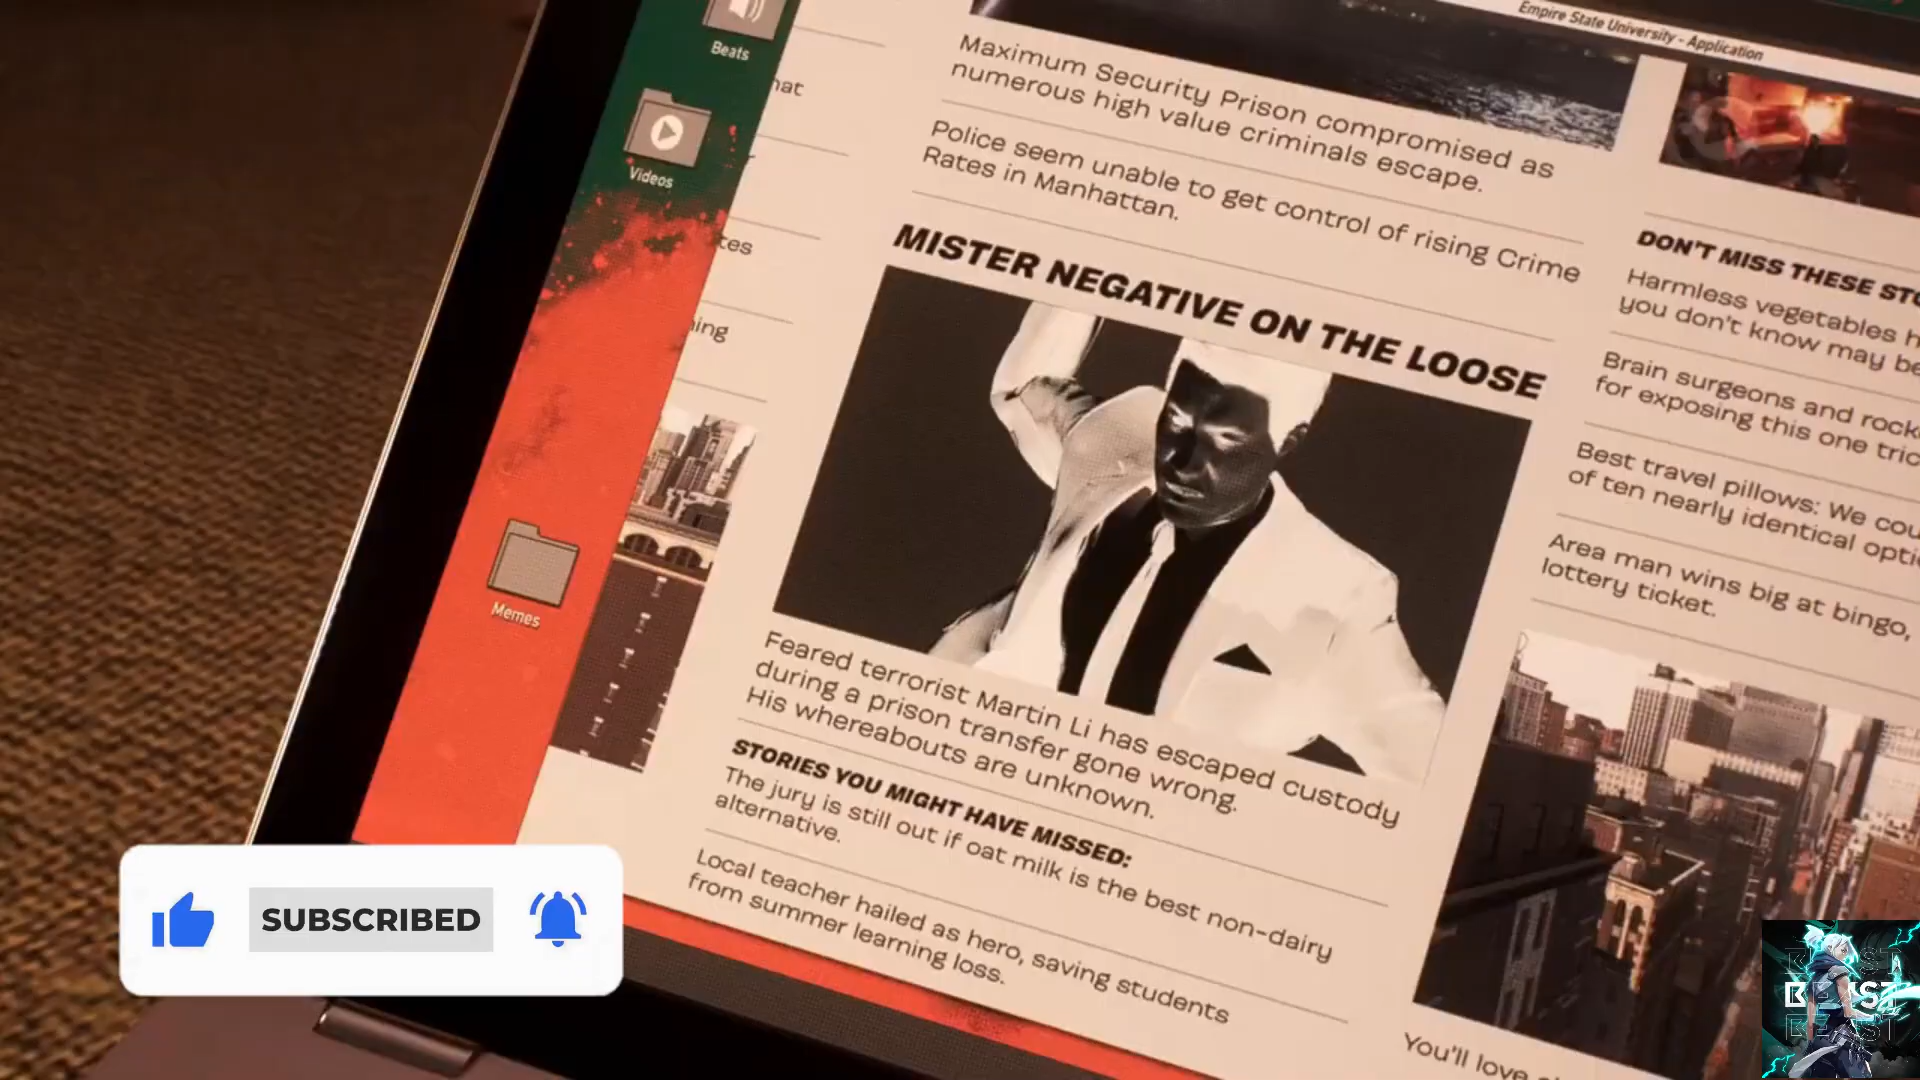 Empire State University - Application
Beats
Videos
Memes
Maximum Security Prison compromised as
numerous high value criminals escape.
Police seem unable to get control of rising Crime
Rates in Manhattan.
MISTER NEGATIVE ON THE LOOSE
Feared terrorist Martin Li has escaped custody
during a prison transfer gone wrong.
His whereabouts are unknown.
STORIES YOU MIGHT HAVE MISSED:
The jury is still out if oat milk is the best non-dairy
alternative.
Local teacher hailed as hero, saving students
from summer learning loss.
DON'T MISS THESE STO
Harmless vegetables h
you don't know may be
Brain surgeons and rock
for exposing this one tric
Best travel pillows: We cou
of ten nearly identical opti
Area man wins big at bingo,
lottery ticket.
You'll love
SUBSCRIBED